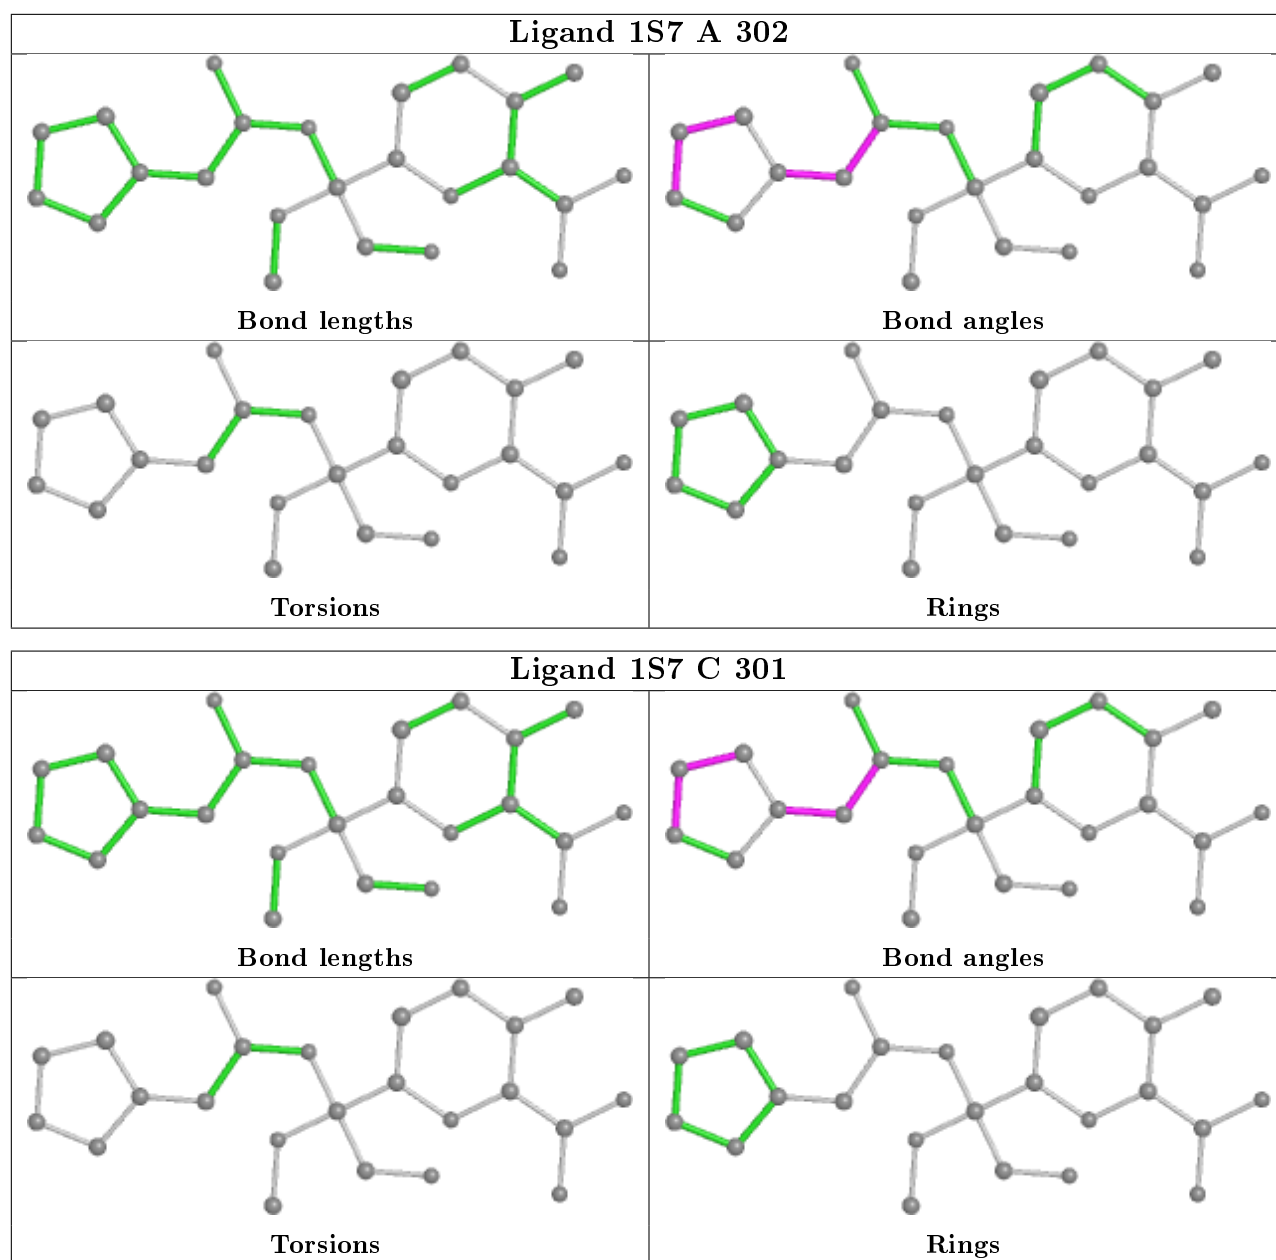 Ligand 1S7 A 302
Bond lengths
Bond angles
Torsions
Rings
Ligand 1S7 C 301
Bond lengths
Bond angles
Torsions
Rings